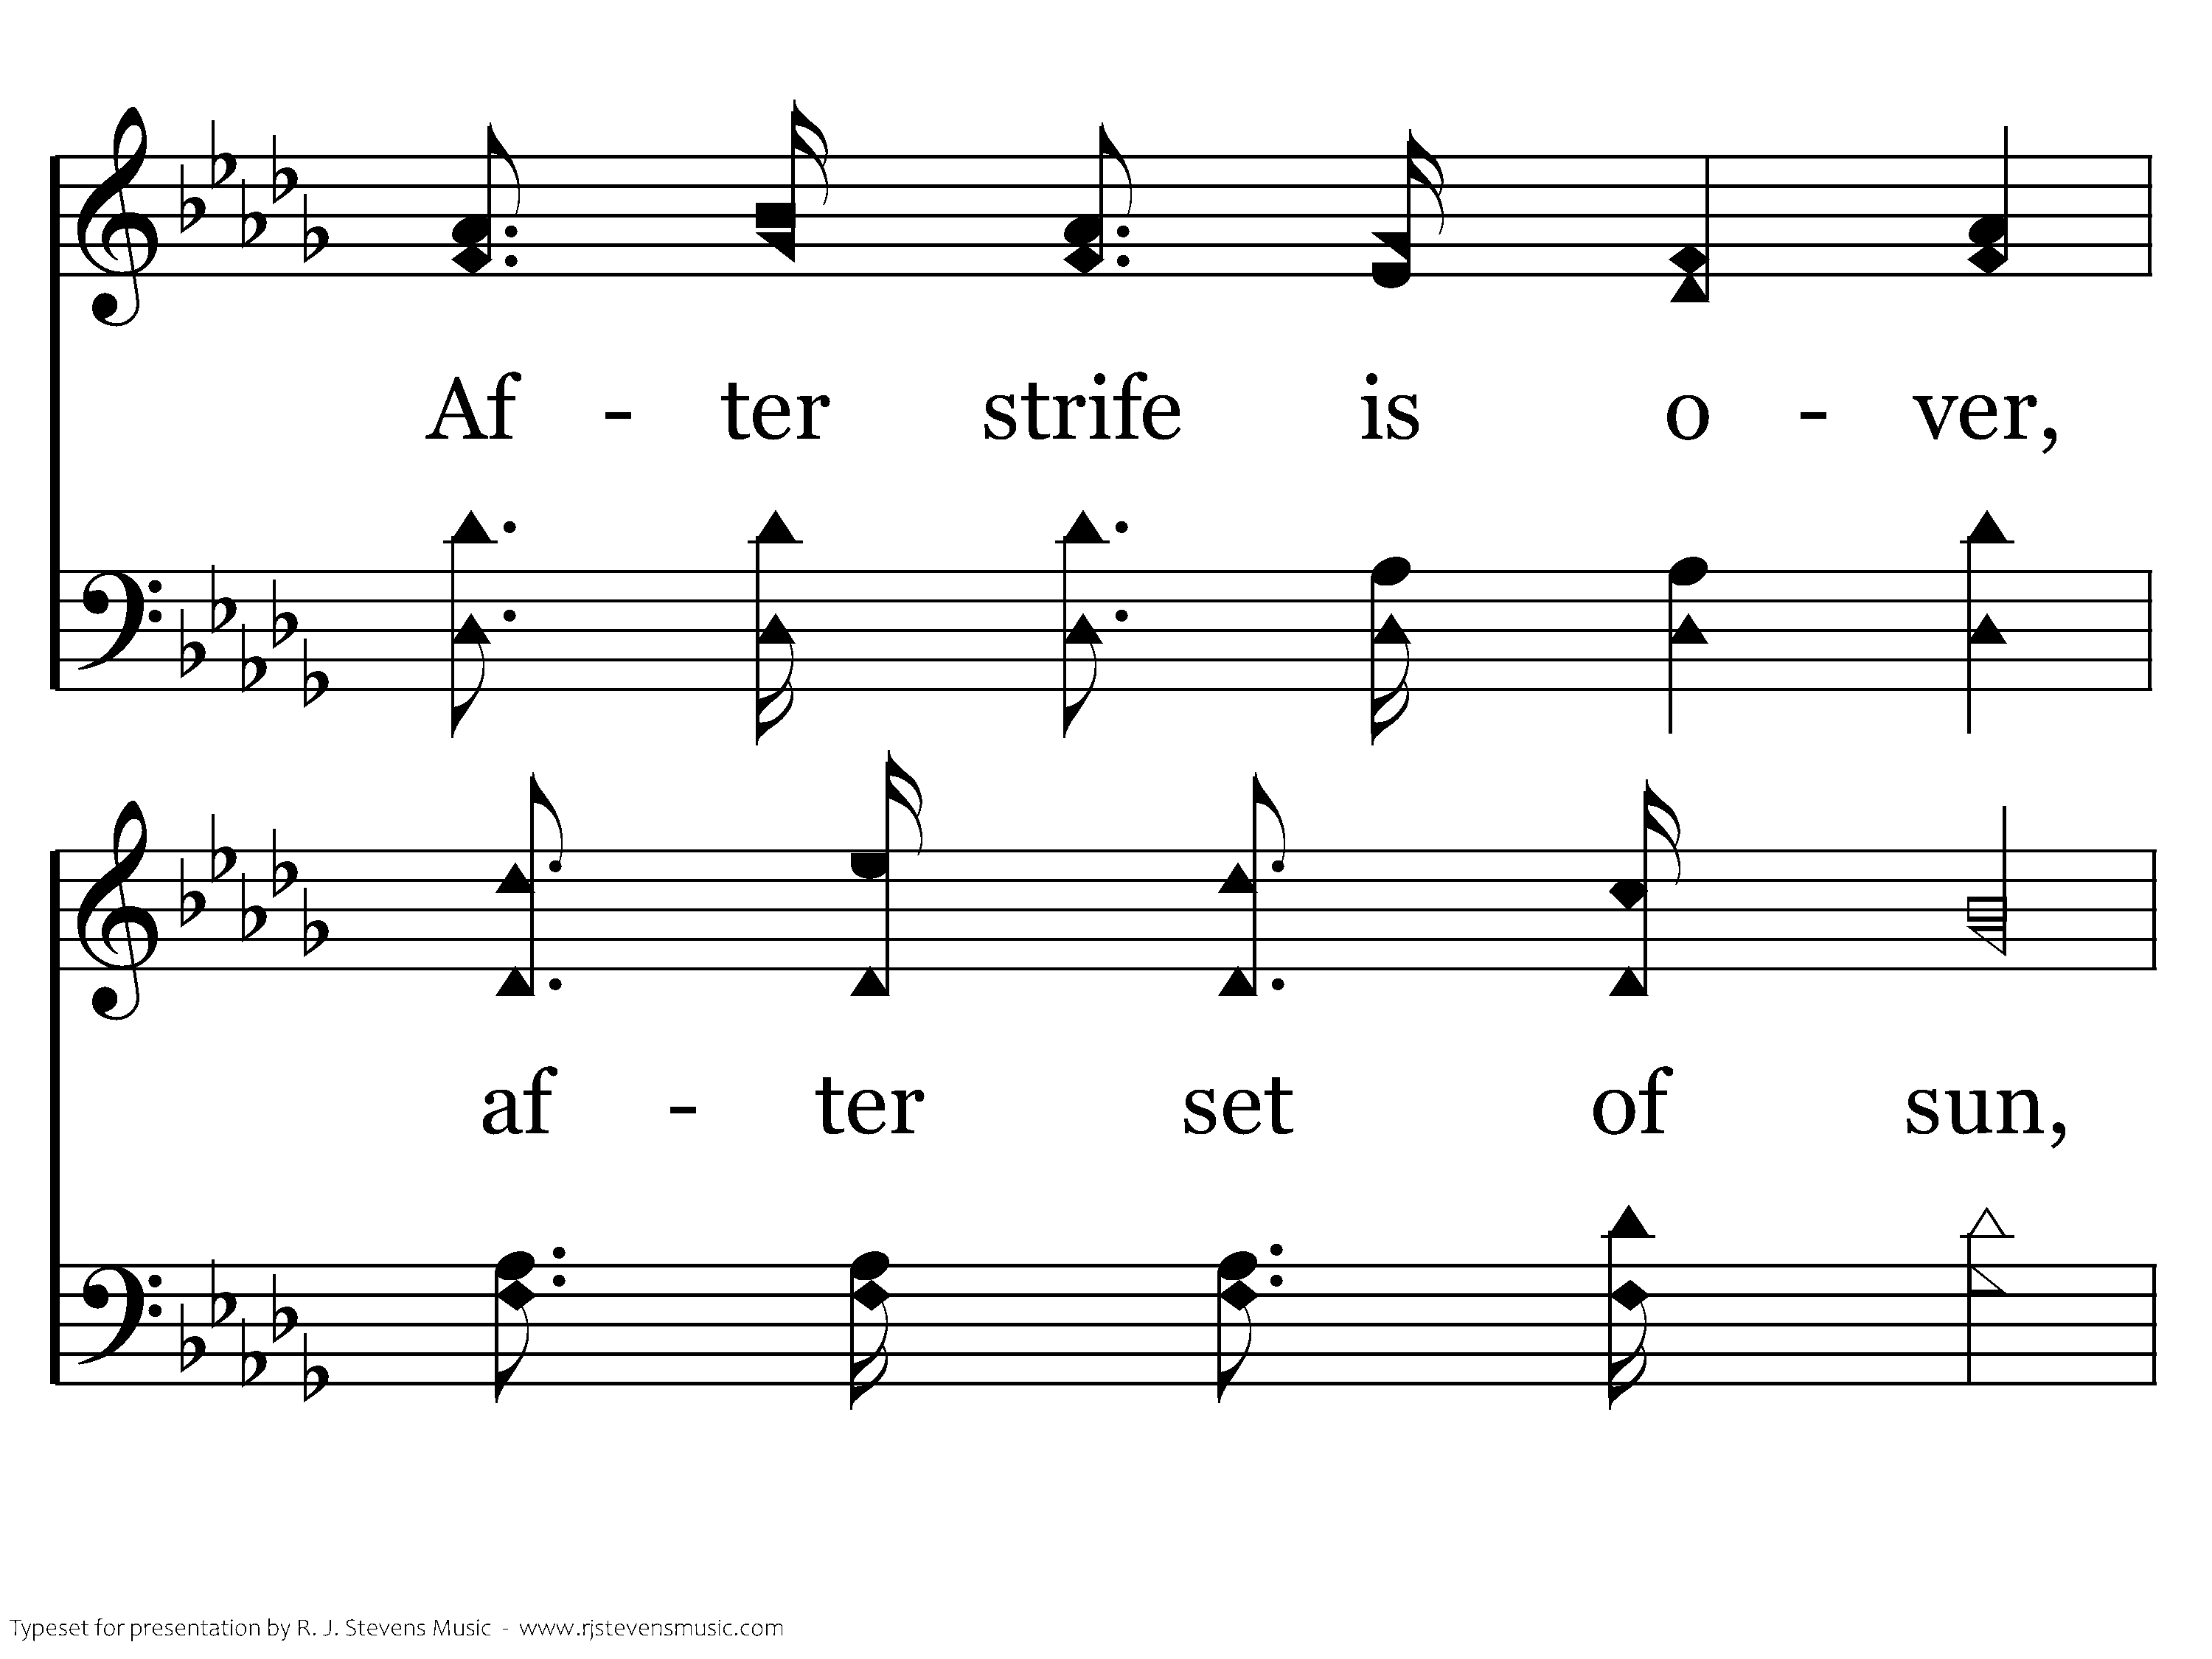 Af - ter strife is o - ver,
af - ter set of sun,
Typeset for presentation by R. J. Stevens Music - www.rjstevensmusic.com